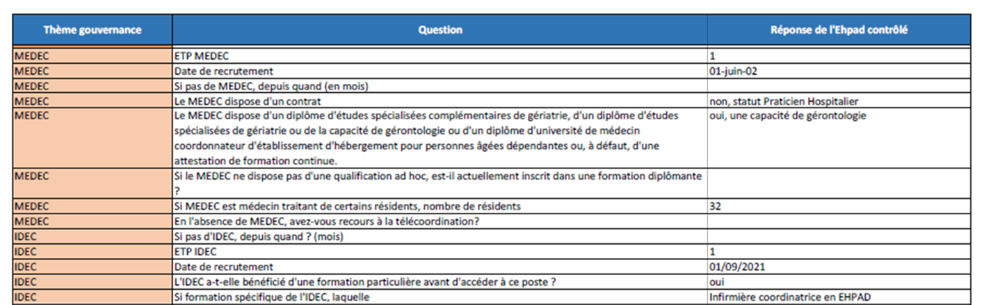 Thème gouvernance Question Réponse de l'Ehpad contrôlé
MEDEC ETP MEDEC 1
MEDEC Date de recrutement 01-juin-02
MEDEC Si pas de MEDEC, depuis quand (en mois)
MEDEC Le MEDEC dispose d'un contrat non, statut Praticien Hospitalier
MEDEC Le MEDEC dispose d'un diplôme d'études spécialisées complémentaires de gériatrie, d'un diplôme d'études oui, une capacité de gérontologie
spécialisées de gériatrie ou de la capacité de gérontologie ou d'un diplôme d'université de médecin
coordonnateur d'établissement d'hébergement pour personnes âgées dépendantes ou, à défaut, d'une
attestation de formation continue.
MEDEC Si le MEDEC ne dispose pas d'une qualification ad hoc, est-il actuellement inscrit dans une formation diplômante
?
MEDEC Si MEDEC est médecin traitant de certains résidents, nombre de résidents 32
MEDEC En l'absence de MEDEC, avez-vous recours à la télécoordination?
IDEC Si pas d'IDEC, depuis quand ? (mois)
IDEC ETP IDEC 1
IDEC Date de recrutement 01/09/2021
IDEC L'IDEC a-t-elle bénéficié d'une formation particulière avant d'accéder à ce poste ? oui
IDEC Si formation spécifique de l'IDEC, laquelle Infirmière coordinatrice en EHPAD